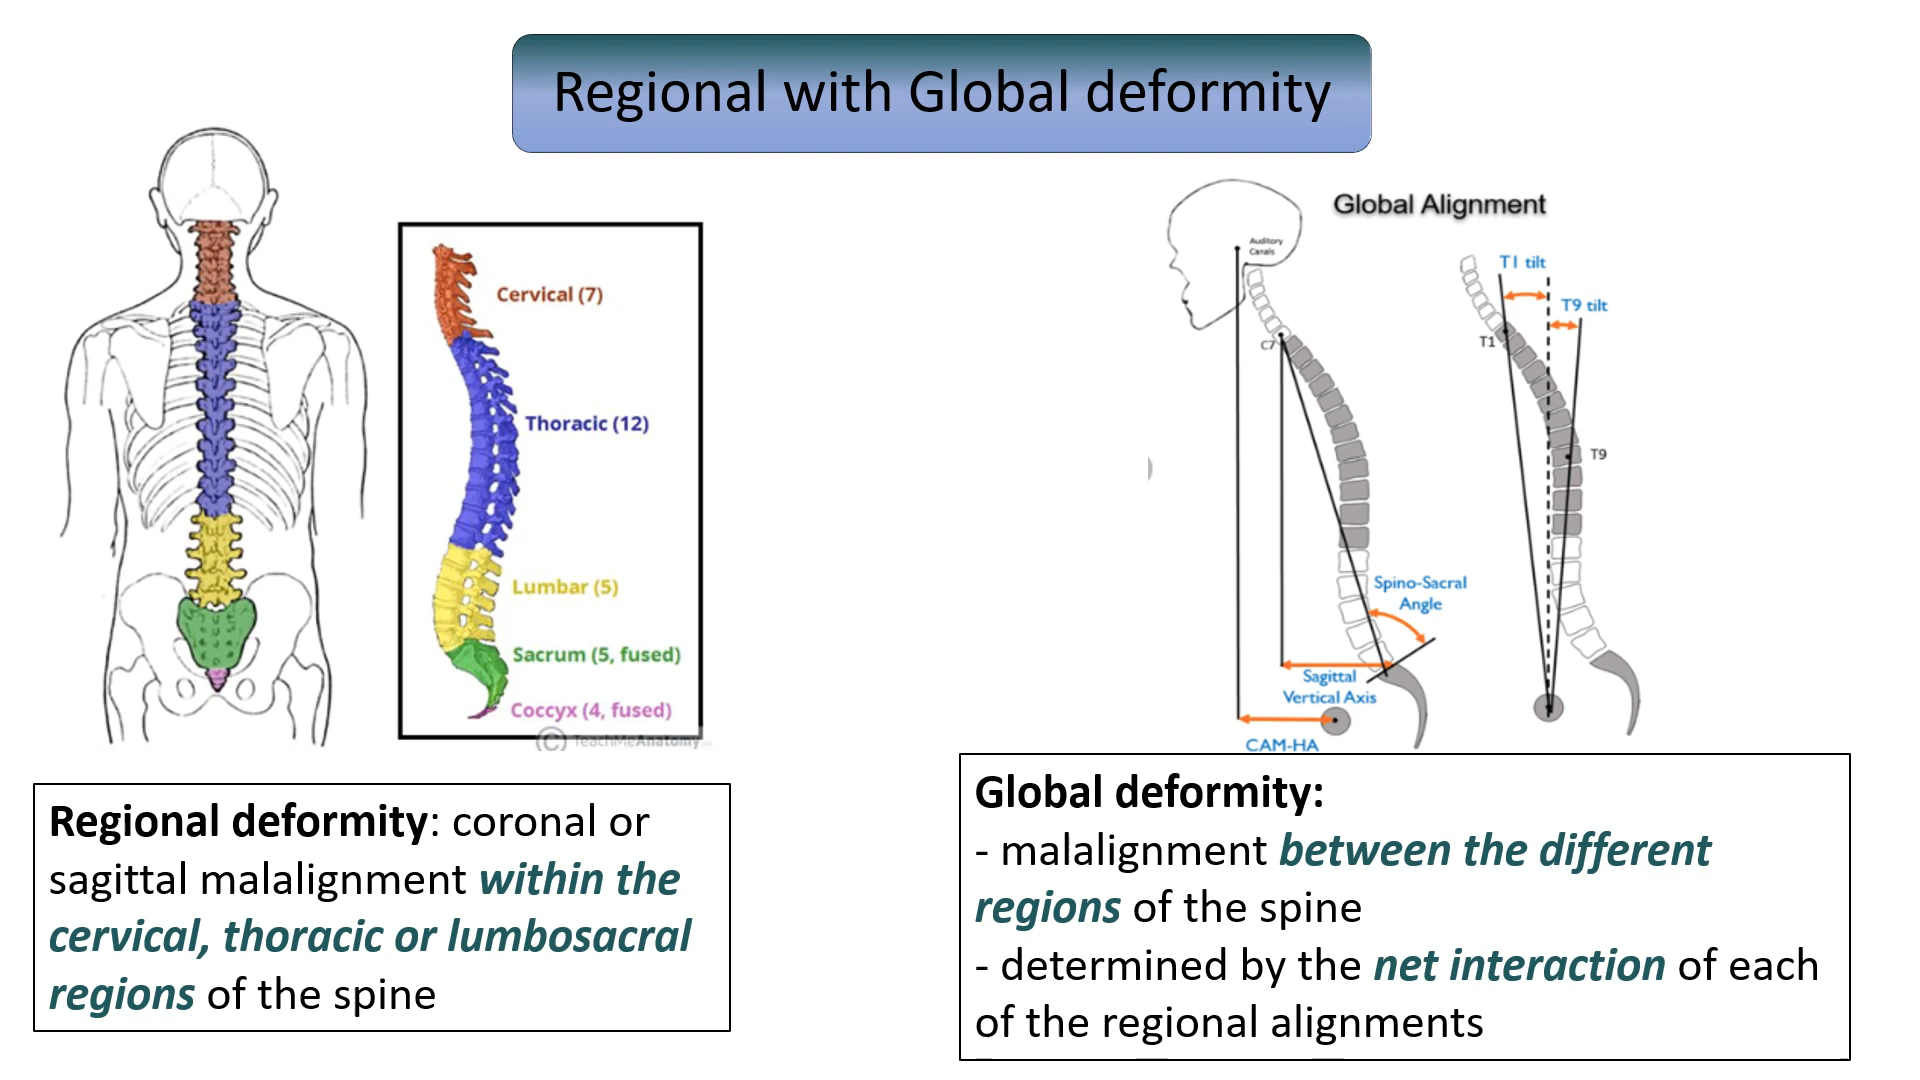 Regional with Global deformity
Cervical (7)
Thoracic (12)
Lumbar (5)
Sacrum (5, fused)
Coccyx (4, fused)
© TeachMeAnatomy
Global Alignment
Auditory
Canals
C7
Spino-Sacral
Angle
Sagittal
Vertical Axis
CAM-HA
T1 tilt
T9 tilt
T1
T9
Regional deformity: coronal or
sagittal malalignment within the
cervical, thoracic or lumbosacral
regions of the spine
Global deformity:
- malalignment between the different
regions of the spine
- determined by the net interaction of each
of the regional alignments